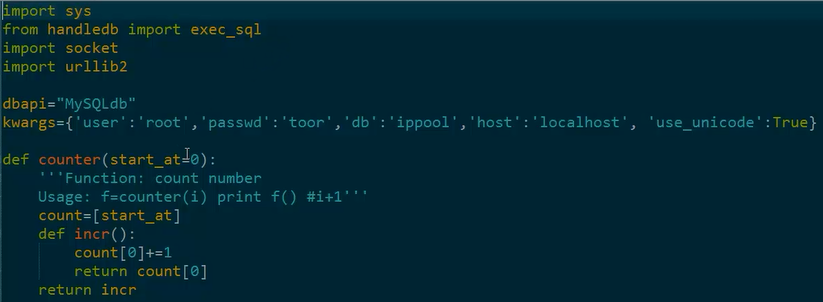 import sys
from handledb import exec_sql
import socket
import urllib2
dbapi="MySQLdb"
kwargs={'user':'root','passwd':'toor','db':'ippool','host':'localhost', 'use_unicode':True}
def counter(start_at=0):
'''Function: count number
Usage: f=counter(i) print f() #i+1'''
count=[start_at]
def incr():
count[0]+=1
return count[0]
return incr